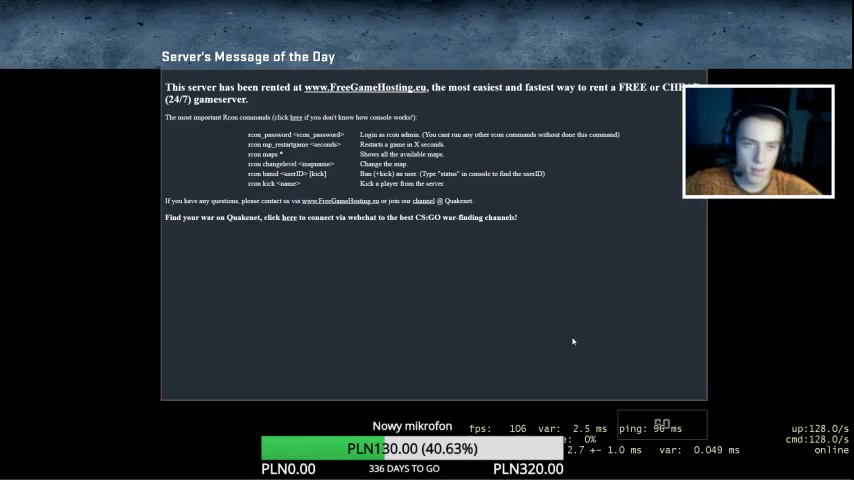 Server's Message of the Day
This server has been rented at www.FreeGameHosting.eu, the most easiest and fastest way to rent a FREE or
(24/7) gameserver.
The most important Rcon commands (click here if you don't know how console works!):
rcon_password <rcon_password> Login as rcon admin. (You cant run any other rcon commands without done this command)
rcon mp_restartgame <seconds> Restarts a game in X seconds.
rcon maps * Shows all the available maps.
rcon changelevel <mapname> Change the map.
rcon banid <userID> [kick] Ban (+kick) an user. (Type "status" in console to find the userID)
rcon kick <name> Kick a player from the server.
If you have any questions, please contact us via www.FreeGameHosting.eu or join our channel @ Quakenet.
Find your war on Quakenet, click here to connect via webchat to the best CS:GO war-finding channels!
GO
Nowy mikrofon
fps: 106 var: 2.5 ms ping: 96 ms up:128.0/s
0% cmd:128.0/s
2.7 +- 1.0 ms var: 0.049 ms online
PLN130.00 (40.63%)
PLN0.00 336 DAYS TO GO PLN320.00